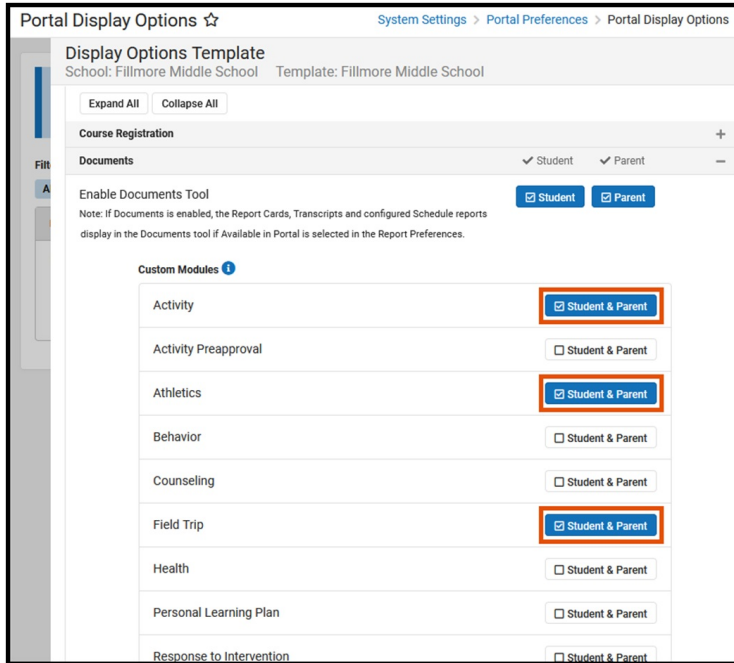 Portal Display Options
System Settings > Portal Preferences > Portal Display Options
Display Options Template
School: Fillmore Middle School Template: Fillmore Middle School
Expand All Collapse All
Course Registration
Documents Student Parent
Filt
A
Enable Documents Tool Student Parent
Note: If Documents is enabled, the Report Cards, Transcripts and configured Schedule reports
display in the Documents tool if Available in Portal is selected in the Report Preferences.
Custom Modules
Activity Student & Parent
Activity Preapproval Student & Parent
Athletics Student & Parent
Behavior Student & Parent
Counseling Student & Parent
Field Trip Student & Parent
Health Student & Parent
Personal Learning Plan Student & Parent
Response to Intervention Student & Parent